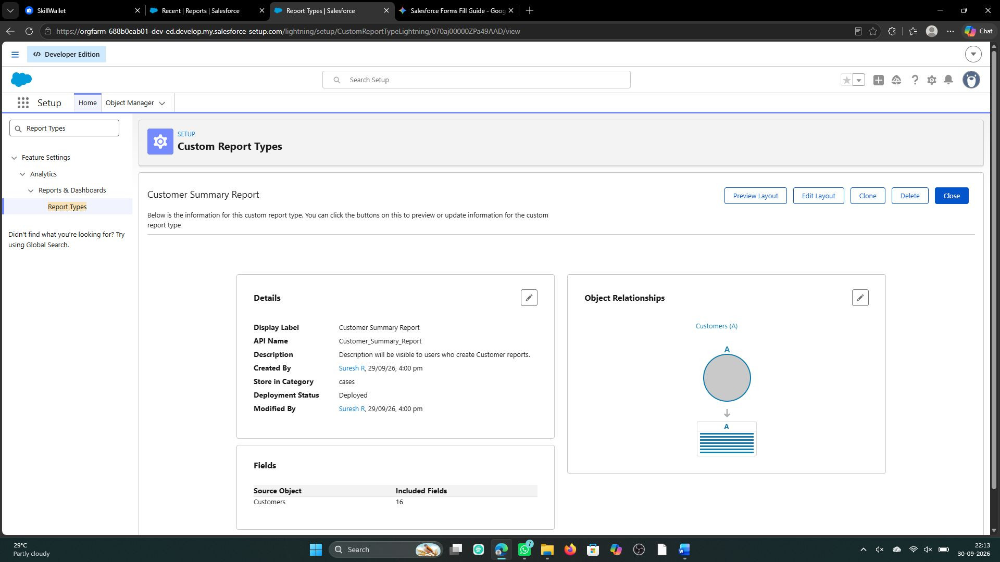 SkillWallet
Recent | Reports | Salesforce
Report Types | Salesforce
Salesforce Forms Fill Guide - Goog
https://orgfarm-688b0eab01-dev-ed.develop.my.salesforce-setup.com/lightning/setup/CustomReportTypeLightning/070aj00000ZPa49AAD/view
Chat
Developer Edition
Search Setup
Setup
Home
Object Manager
Report Types
Feature Settings
Analytics
Reports & Dashboards
Report Types
Didn't find what you're looking for? Try
using Global Search.
SETUP
Custom Report Types
Customer Summary Report
Preview Layout
Edit Layout
Clone
Delete
Close
Below is the information for this custom report type. You can click the buttons on this to preview or update information for the custom
report type
Details
Display Label Customer Summary Report
API Name Customer_Summary_Report
Description Description will be visible to users who create Customer reports.
Created By Suresh R, 29/09/26, 4:00 pm
Store in Category cases
Deployment Status Deployed
Modified By Suresh R, 29/09/26, 4:00 pm
Object Relationships
Customers (A)
A
A
Fields
Source Object Included Fields
Customers 16
29°C
Partly cloudy
Search
7
22:13
30-09-2026